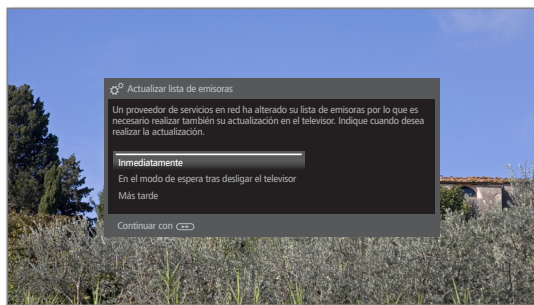 Actualizar lista de emisoras
Un proveedor de servicios en red ha alterado su lista de emisoras por lo que es
necesario realizar también su actualización en el televisor. Indique cuando desea
realizar la actualización.
Inmediatamente
En el modo de espera tras desligar el televisor
Más tarde
Continuar con